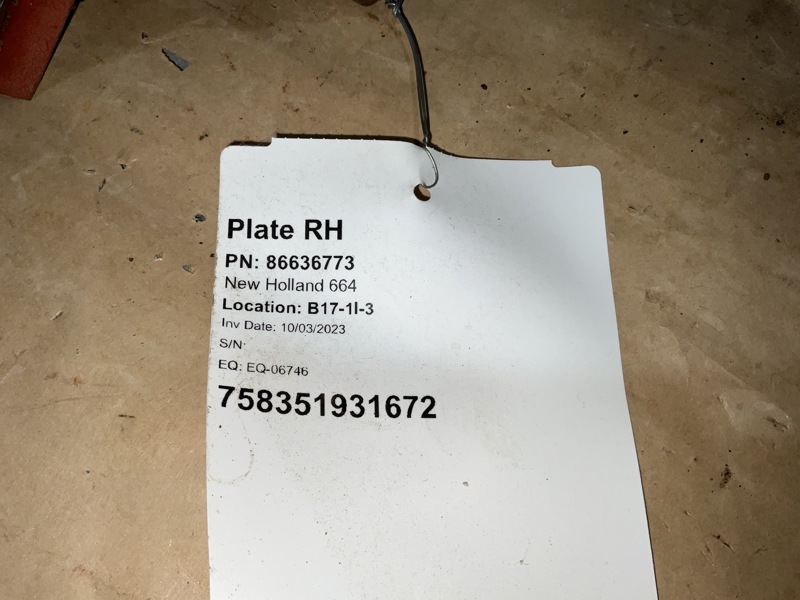 Plate RH
PN: 86636773
New Holland 664
Location: B17-1I-3
Inv Date: 10/03/2023
S/N:
EQ: EQ-06746
758351931672